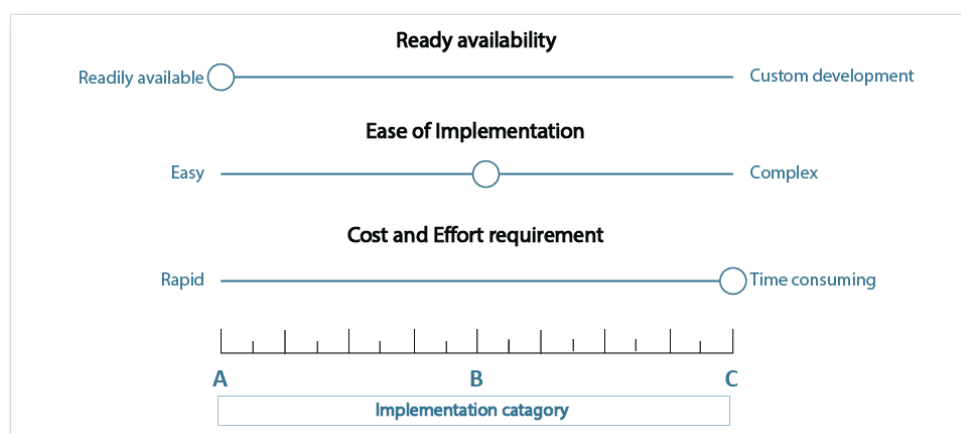 Ready availability
Readily available Custom development
Ease of Implementation
Easy Complex
Cost and Effort requirement
Rapid Time consuming
A B C
Implementation catagory